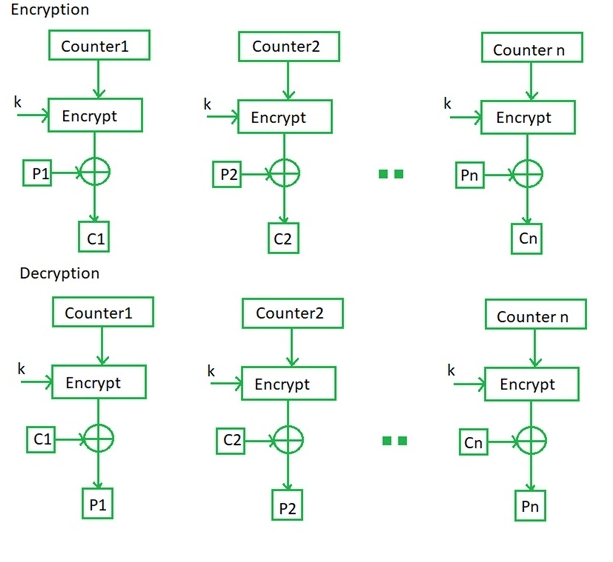 Encryption
Counter1 Counter2 Counter n
k Encrypt k Encrypt k Encrypt
P1 P2 Pn
C1 C2 Cn
Decryption
Counter1 Counter2 Counter n
k Encrypt k Encrypt k Encrypt
C1 C2 Cn
P1 P2 Pn